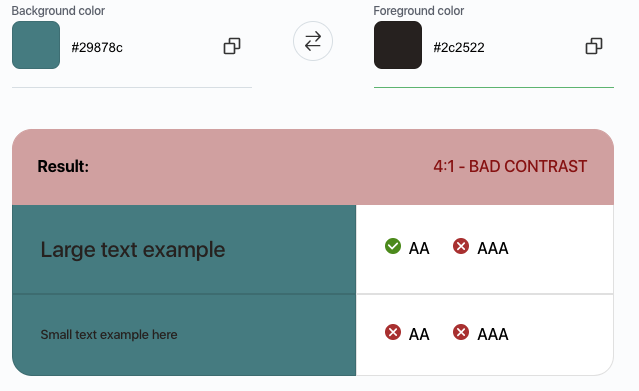 Background color
Foreground color
#29878c
#2c2522
Result:
4:1 - BAD CONTRAST
Large text example
AA
AAA
Small text example here
AA
AAA